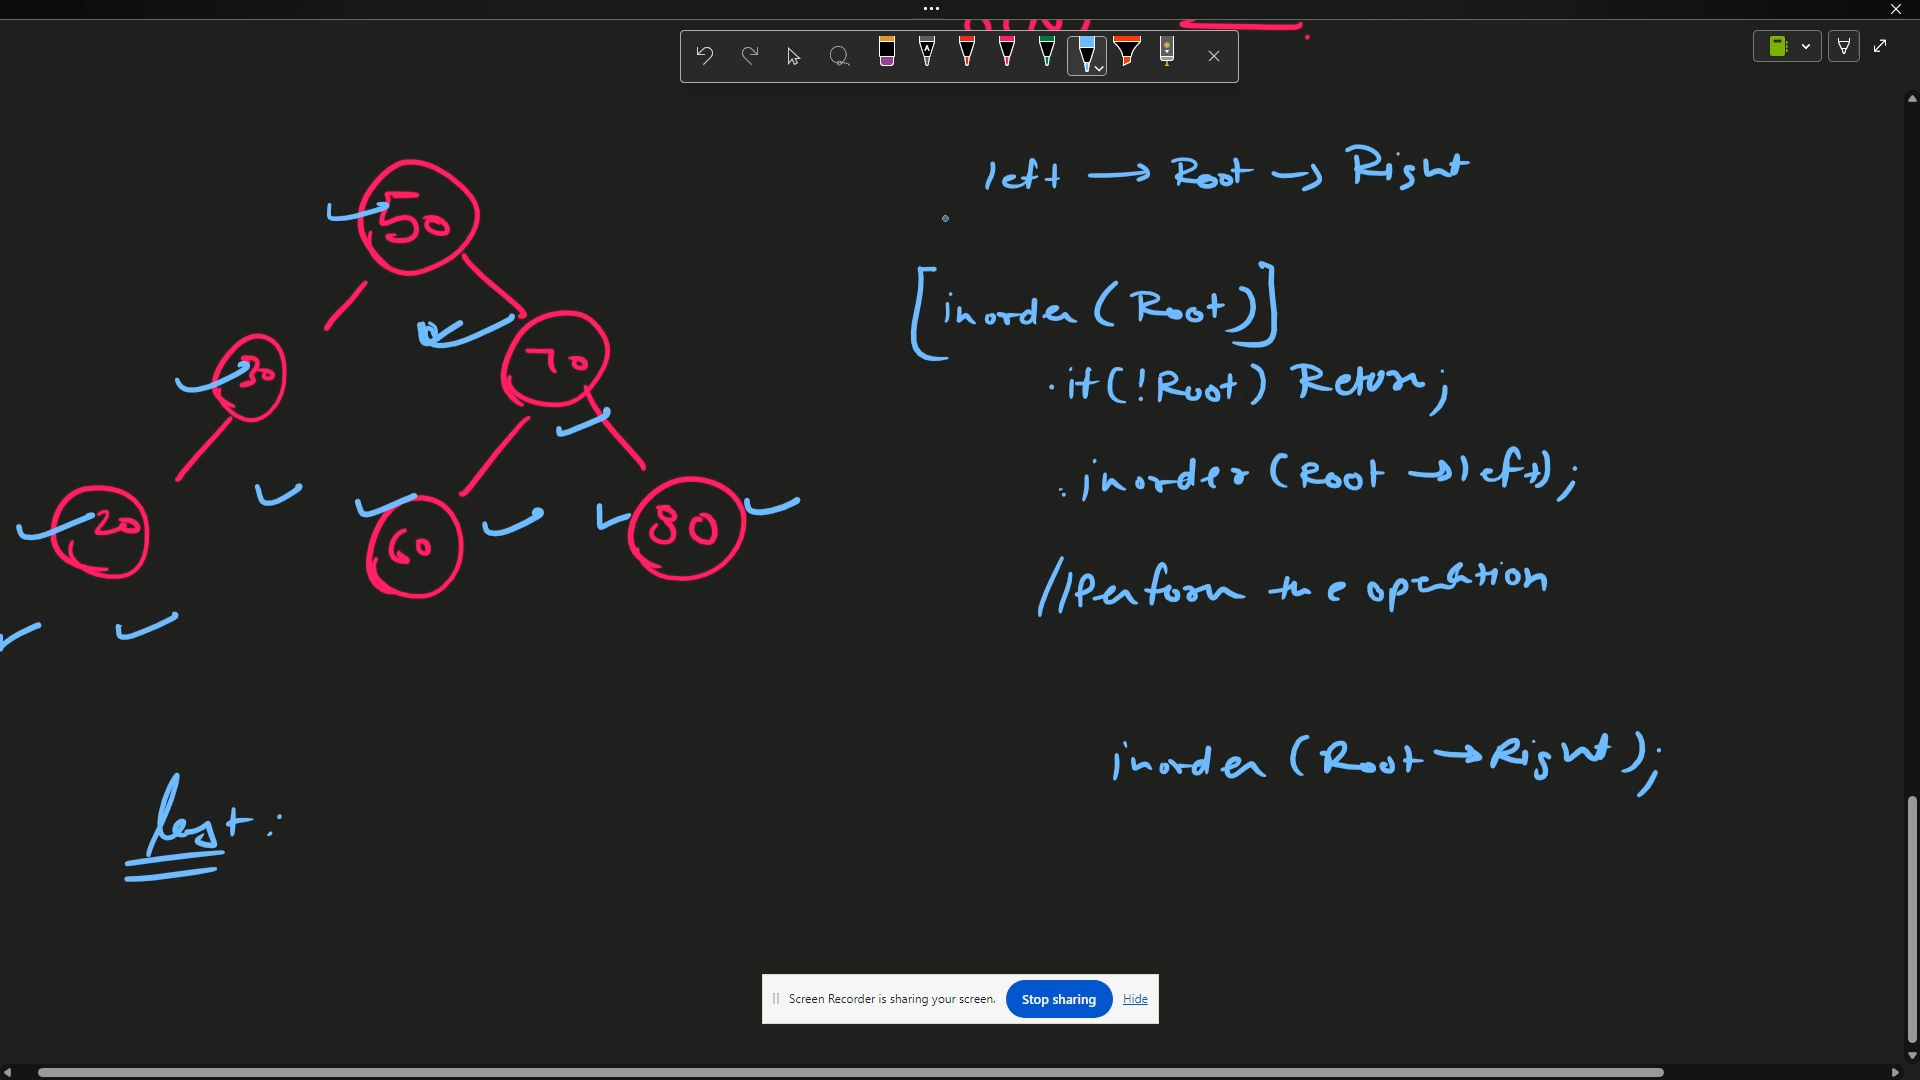 left → Root → Right
50
[inorder (Root)]
30
70
if(!Root) Return;
inorder (Root → left);
20
60
80
//Perform the operation
inorder (Root → Right);
Screen Recorder is sharing your screen.
Stop sharing
Hide